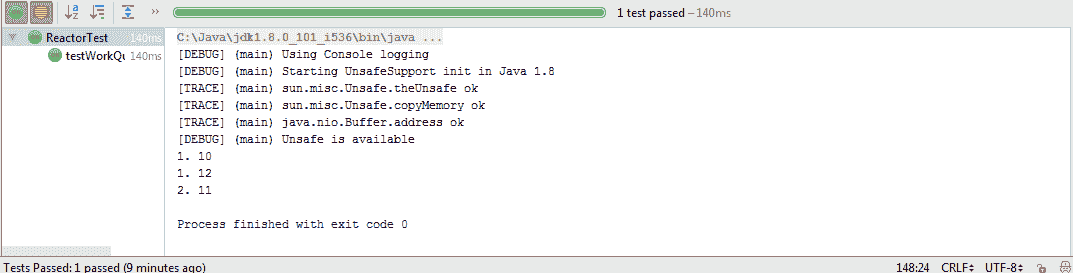 1 test passed – 140ms
ReactorTest 140ms
testWorkQu 140ms
C:\Java\jdk1.8.0_101_i536\bin\java ...
[DEBUG] (main) Using Console logging
[DEBUG] (main) Starting UnsafeSupport init in Java 1.8
[TRACE] (main) sun.misc.Unsafe.theUnsafe ok
[TRACE] (main) sun.misc.Unsafe.copyMemory ok
[TRACE] (main) java.nio.Buffer.address ok
[DEBUG] (main) Unsafe is available
1. 10
1. 12
2. 11
Process finished with exit code 0
Tests Passed: 1 passed (9 minutes ago) 148:24 CRLF UTF-8